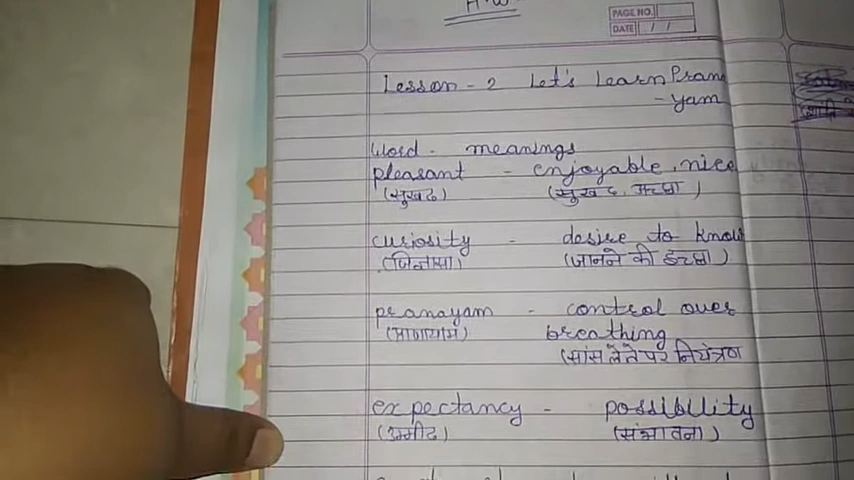 H.W
PAGE NO.
DATE / /
Lesson - 2 Let's Learn Prana
- yam
Word - meanings
pleasant - enjoyable, nice
(सुखद) (सुखद, अच्छा)
curiosity - desire to know
(जिज्ञासा) (जानने की इच्छा)
pranayam - control over
(प्राणायाम) breathing
(सांस लेने पर नियंत्रण
expectancy - possibility
(उम्मीद) (संभावना)